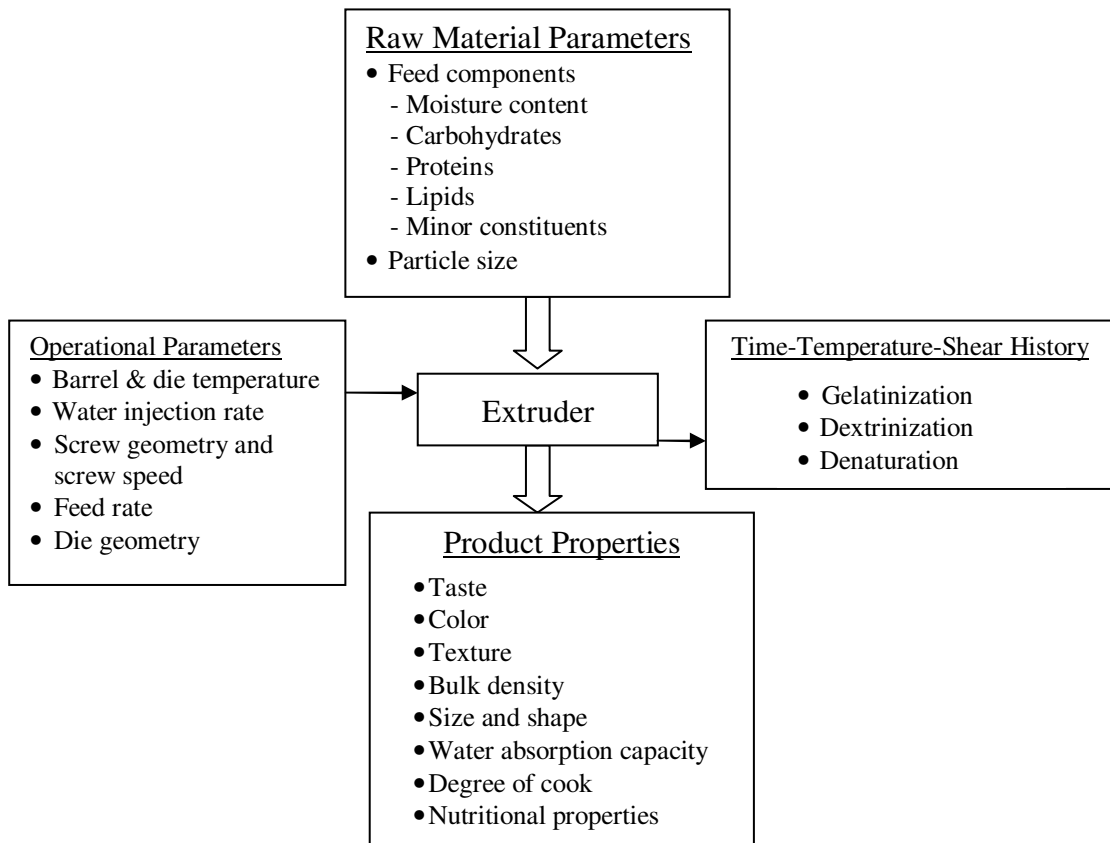 Raw Material Parameters
• Feed components
- Moisture content
- Carbohydrates
- Proteins
- Lipids
- Minor constituents
• Particle size
Operational Parameters
• Barrel & die temperature
• Water injection rate
• Screw geometry and
screw speed
• Feed rate
• Die geometry
Extruder
Time-Temperature-Shear History
• Gelatinization
• Dextrinization
• Denaturation
Product Properties
• Taste
• Color
• Texture
• Bulk density
• Size and shape
• Water absorption capacity
• Degree of cook
• Nutritional properties